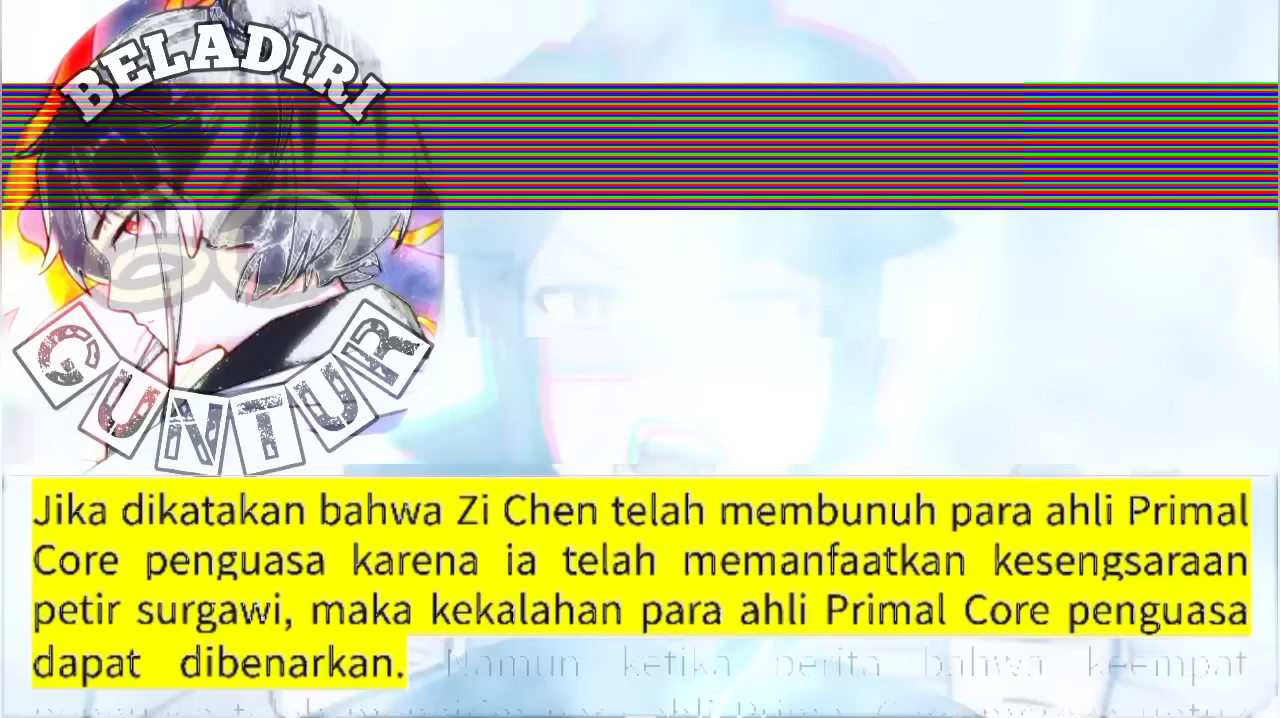 BELADIRI
GUNTUR
Jika dikatakan bahwa Zi Chen telah membunuh para ahli Primal
Core penguasa karena ia telah memanfaatkan kesengsaraan
petir surgawi, maka kekalahan para ahli Primal Core penguasa
dapat dibenarkan. Namun ketika berita bahwa keempat